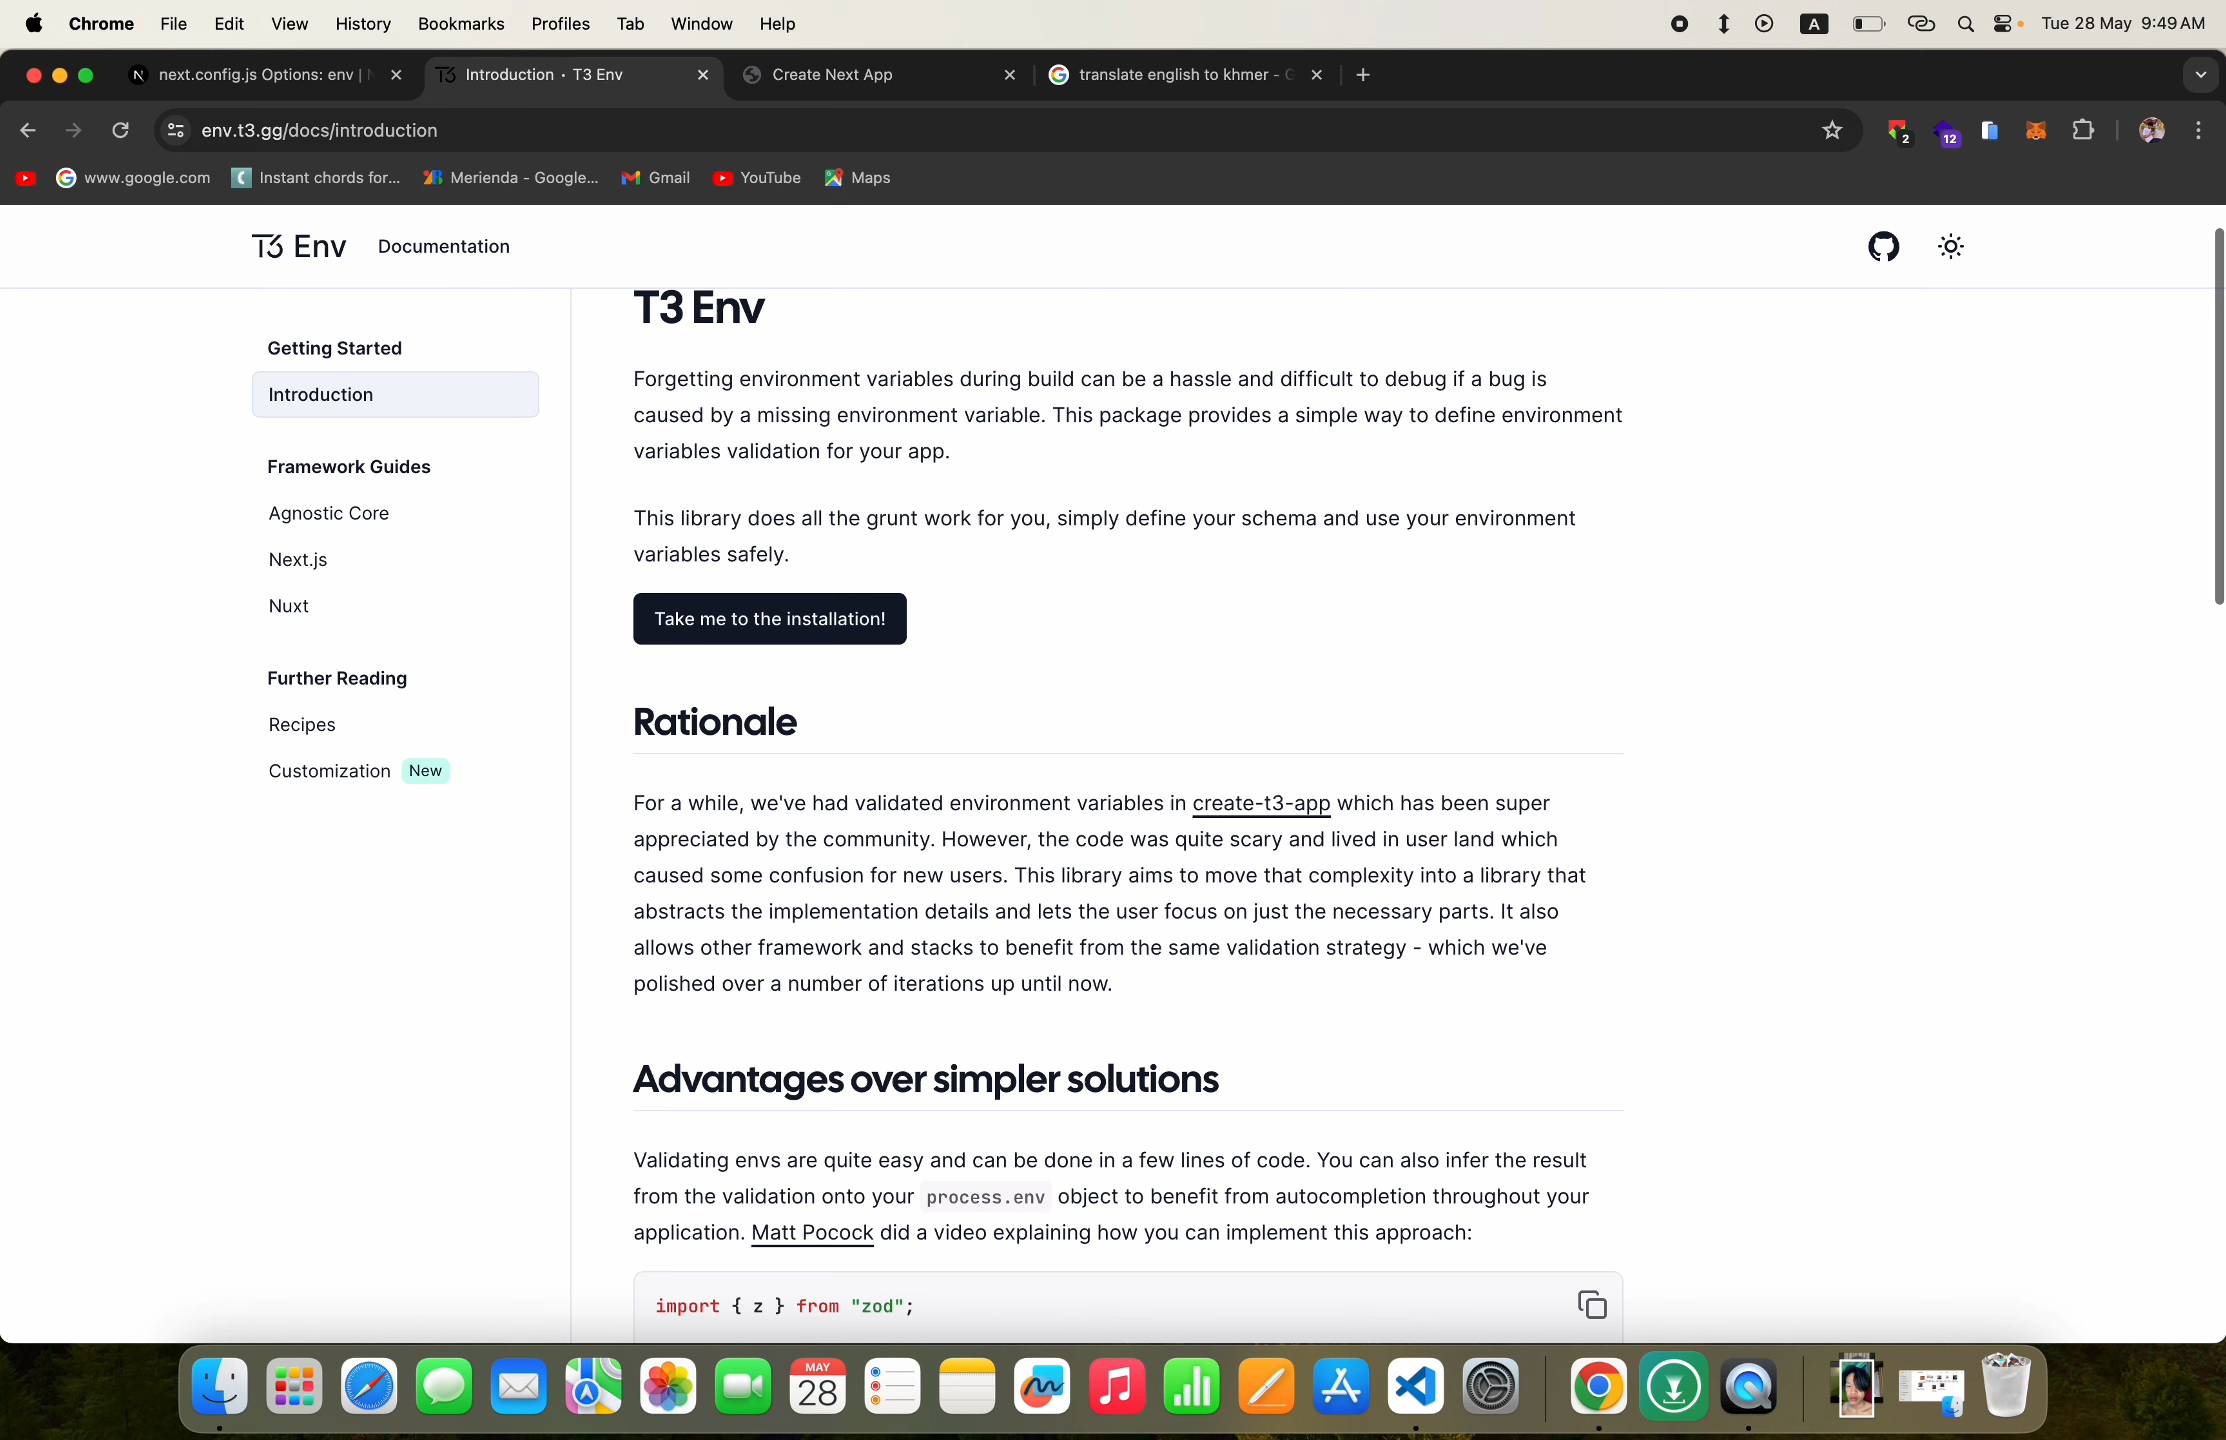 Chrome File Edit View History Bookmarks Profiles Tab Window Help A Tue 28 May 9:49 AM
next.config.js Options: env | Introduction · T3 Env Create Next App translate english to khmer -
env.t3.gg/docs/introduction 2 12
www.google.com Instant chords for... Merienda - Google... Gmail YouTube Maps
T3 Env Documentation
Getting Started
Introduction
Framework Guides
Agnostic Core
Next.js
Nuxt
Further Reading
Recipes
Customization New
T3 Env
Forgetting environment variables during build can be a hassle and difficult to debug if a bug is
caused by a missing environment variable. This package provides a simple way to define environment
variables validation for your app.
This library does all the grunt work for you, simply define your schema and use your environment
variables safely.
Take me to the installation!
Rationale
For a while, we've had validated environment variables in create-t3-app which has been super
appreciated by the community. However, the code was quite scary and lived in user land which
caused some confusion for new users. This library aims to move that complexity into a library that
abstracts the implementation details and lets the user focus on just the necessary parts. It also
allows other framework and stacks to benefit from the same validation strategy - which we've
polished over a number of iterations up until now.
Advantages over simpler solutions
Validating envs are quite easy and can be done in a few lines of code. You can also infer the result
from the validation onto your process.env object to benefit from autocompletion throughout your
application. Matt Pocock did a video explaining how you can implement this approach:
import { z } from "zod";
MAY
28